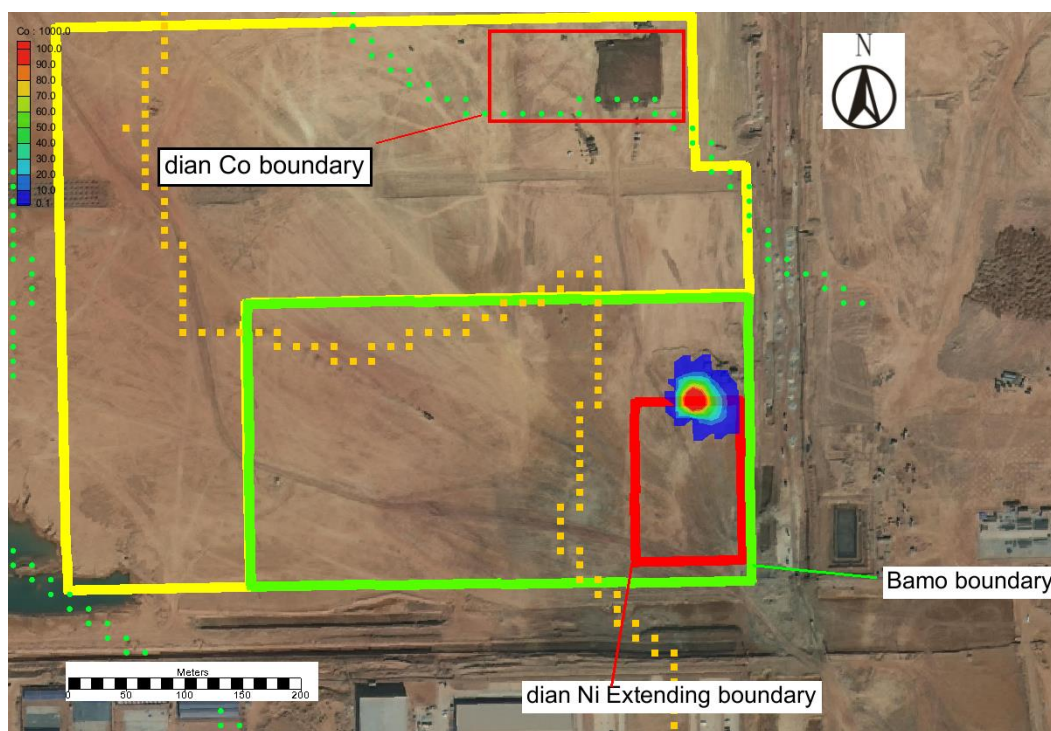 Co : 1000.0
100.0
90.0
80.0
70.0
60.0
50.0
40.0
30.0
20.0
10.0
0.1
N
dian Co boundary
Bamo boundary
dian Ni Extending boundary
Meters
0 50 100 150 200